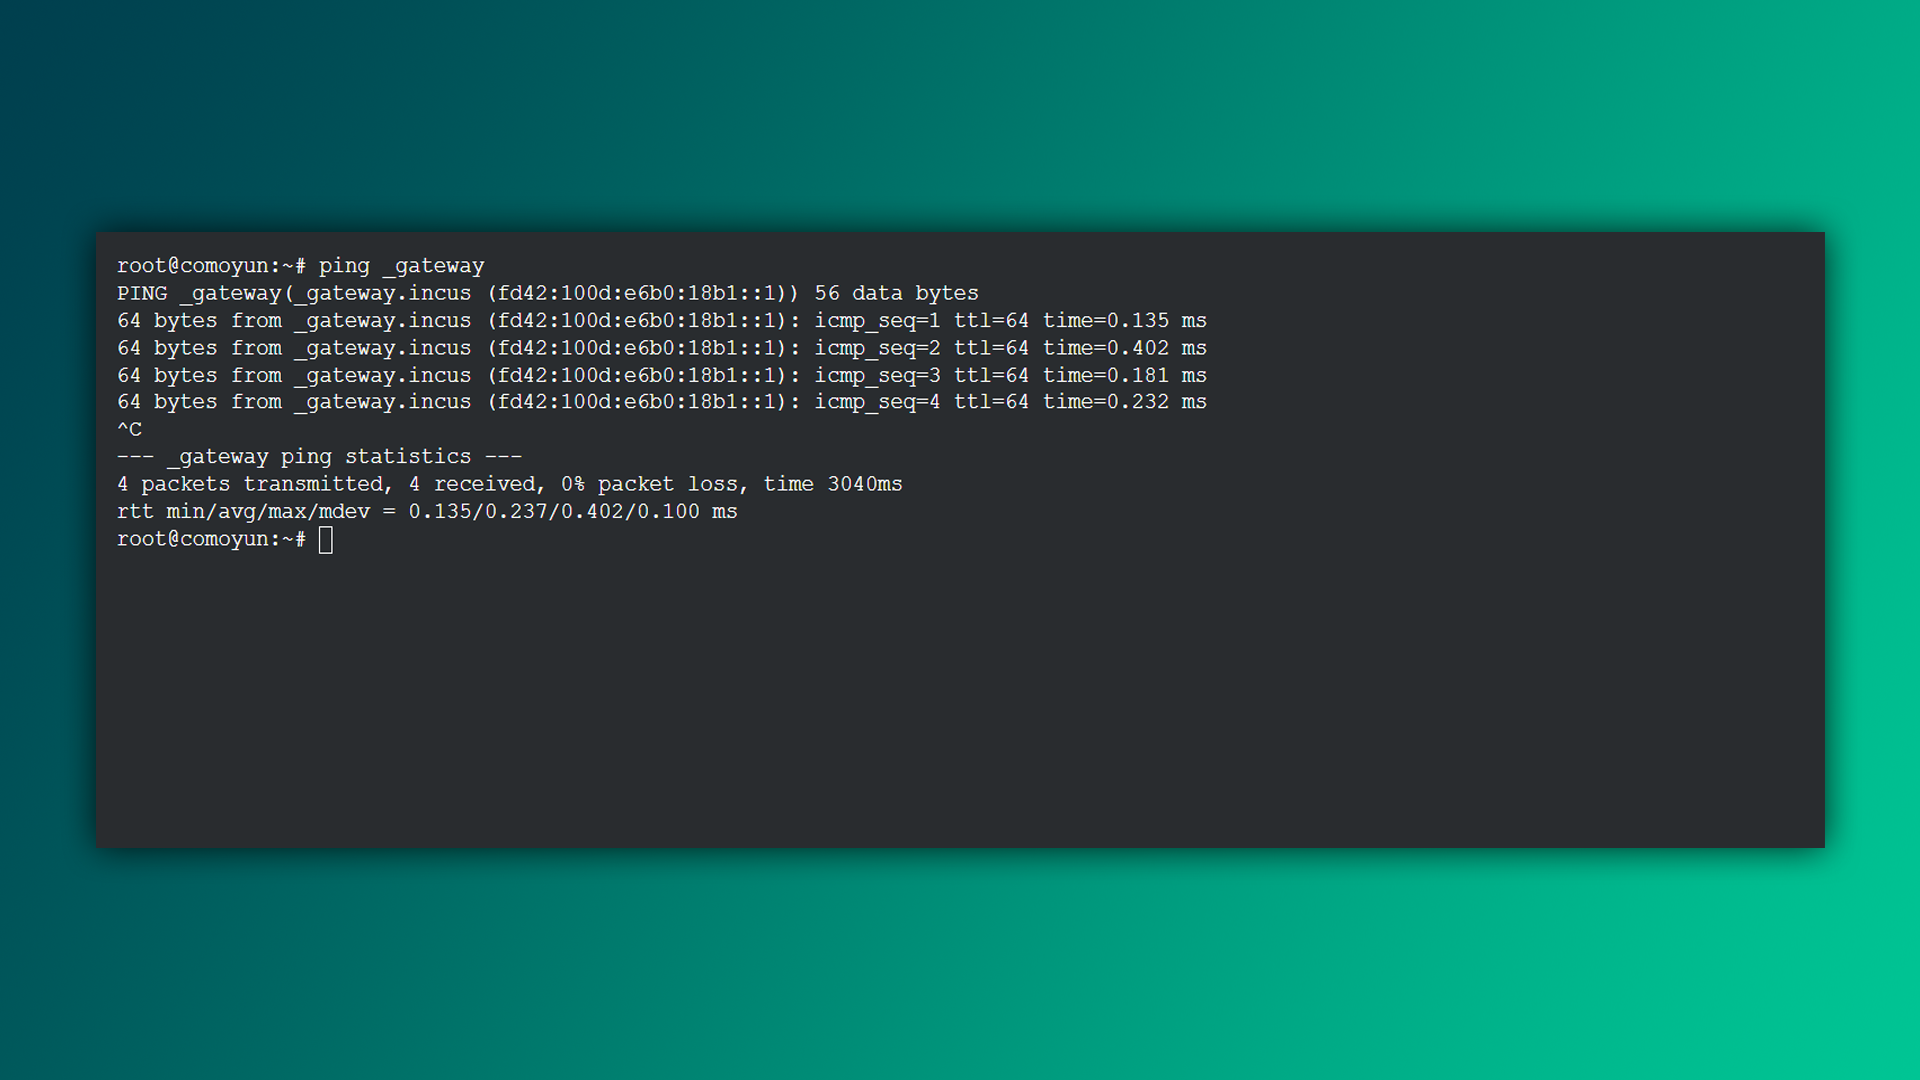 root@comoyun:~# ping _gateway
PING _gateway(_gateway.incus (fd42:100d:e6b0:18b1::1)) 56 data bytes
64 bytes from _gateway.incus (fd42:100d:e6b0:18b1::1): icmp_seq=1 ttl=64 time=0.135 ms
64 bytes from _gateway.incus (fd42:100d:e6b0:18b1::1): icmp_seq=2 ttl=64 time=0.402 ms
64 bytes from _gateway.incus (fd42:100d:e6b0:18b1::1): icmp_seq=3 ttl=64 time=0.181 ms
64 bytes from _gateway.incus (fd42:100d:e6b0:18b1::1): icmp_seq=4 ttl=64 time=0.232 ms
^C
--- _gateway ping statistics ---
4 packets transmitted, 4 received, 0% packet loss, time 3040ms
rtt min/avg/max/mdev = 0.135/0.237/0.402/0.100 ms
root@comoyun:~#